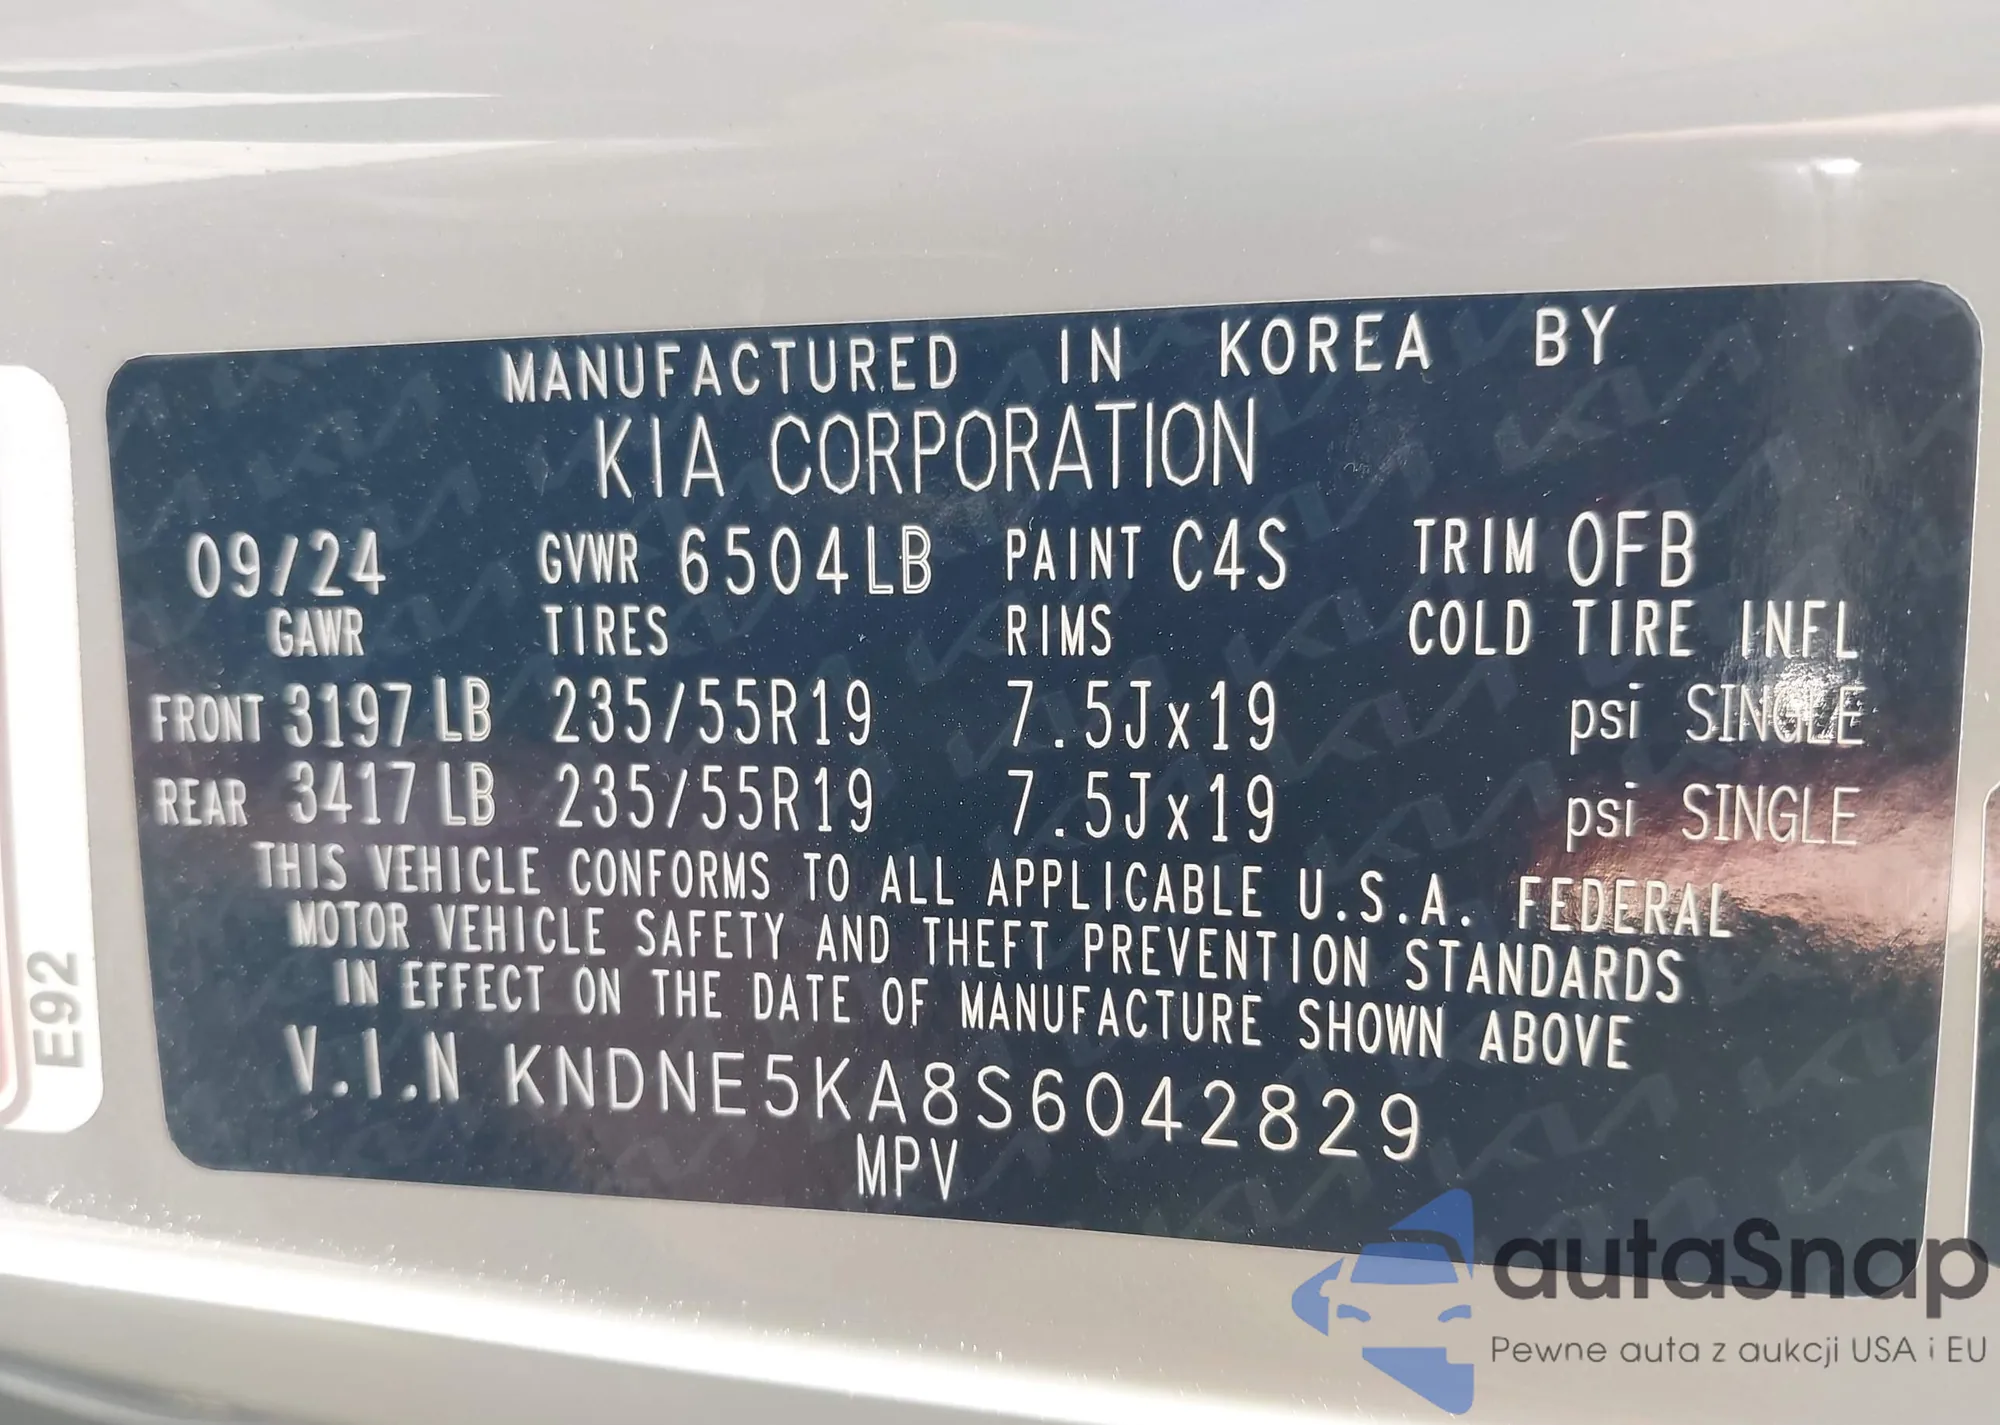 MANUFACTURED IN KOREA BY
KIA CORPORATION
09/24 GVWR 6504LB PAINT C4S TRIM OFB
GAWR TIRES RIMS COLD TIRE INFL
FRONT 3197 LB 235/55R19 7.5Jx19 psi SINGLE
REAR 3417 LB 235/55R19 7.5Jx19 psi SINGLE
THIS VEHICLE CONFORMS TO ALL APPLICABLE U.S.A. FEDERAL
MOTOR VEHICLE SAFETY AND THEFT PREVENTION STANDARDS
IN EFFECT ON THE DATE OF MANUFACTURE SHOWN ABOVE
V.I.N KNDNE5KA8S6042829
MPV
E92
autaSnap
Pewne auta z aukcji USA i EU